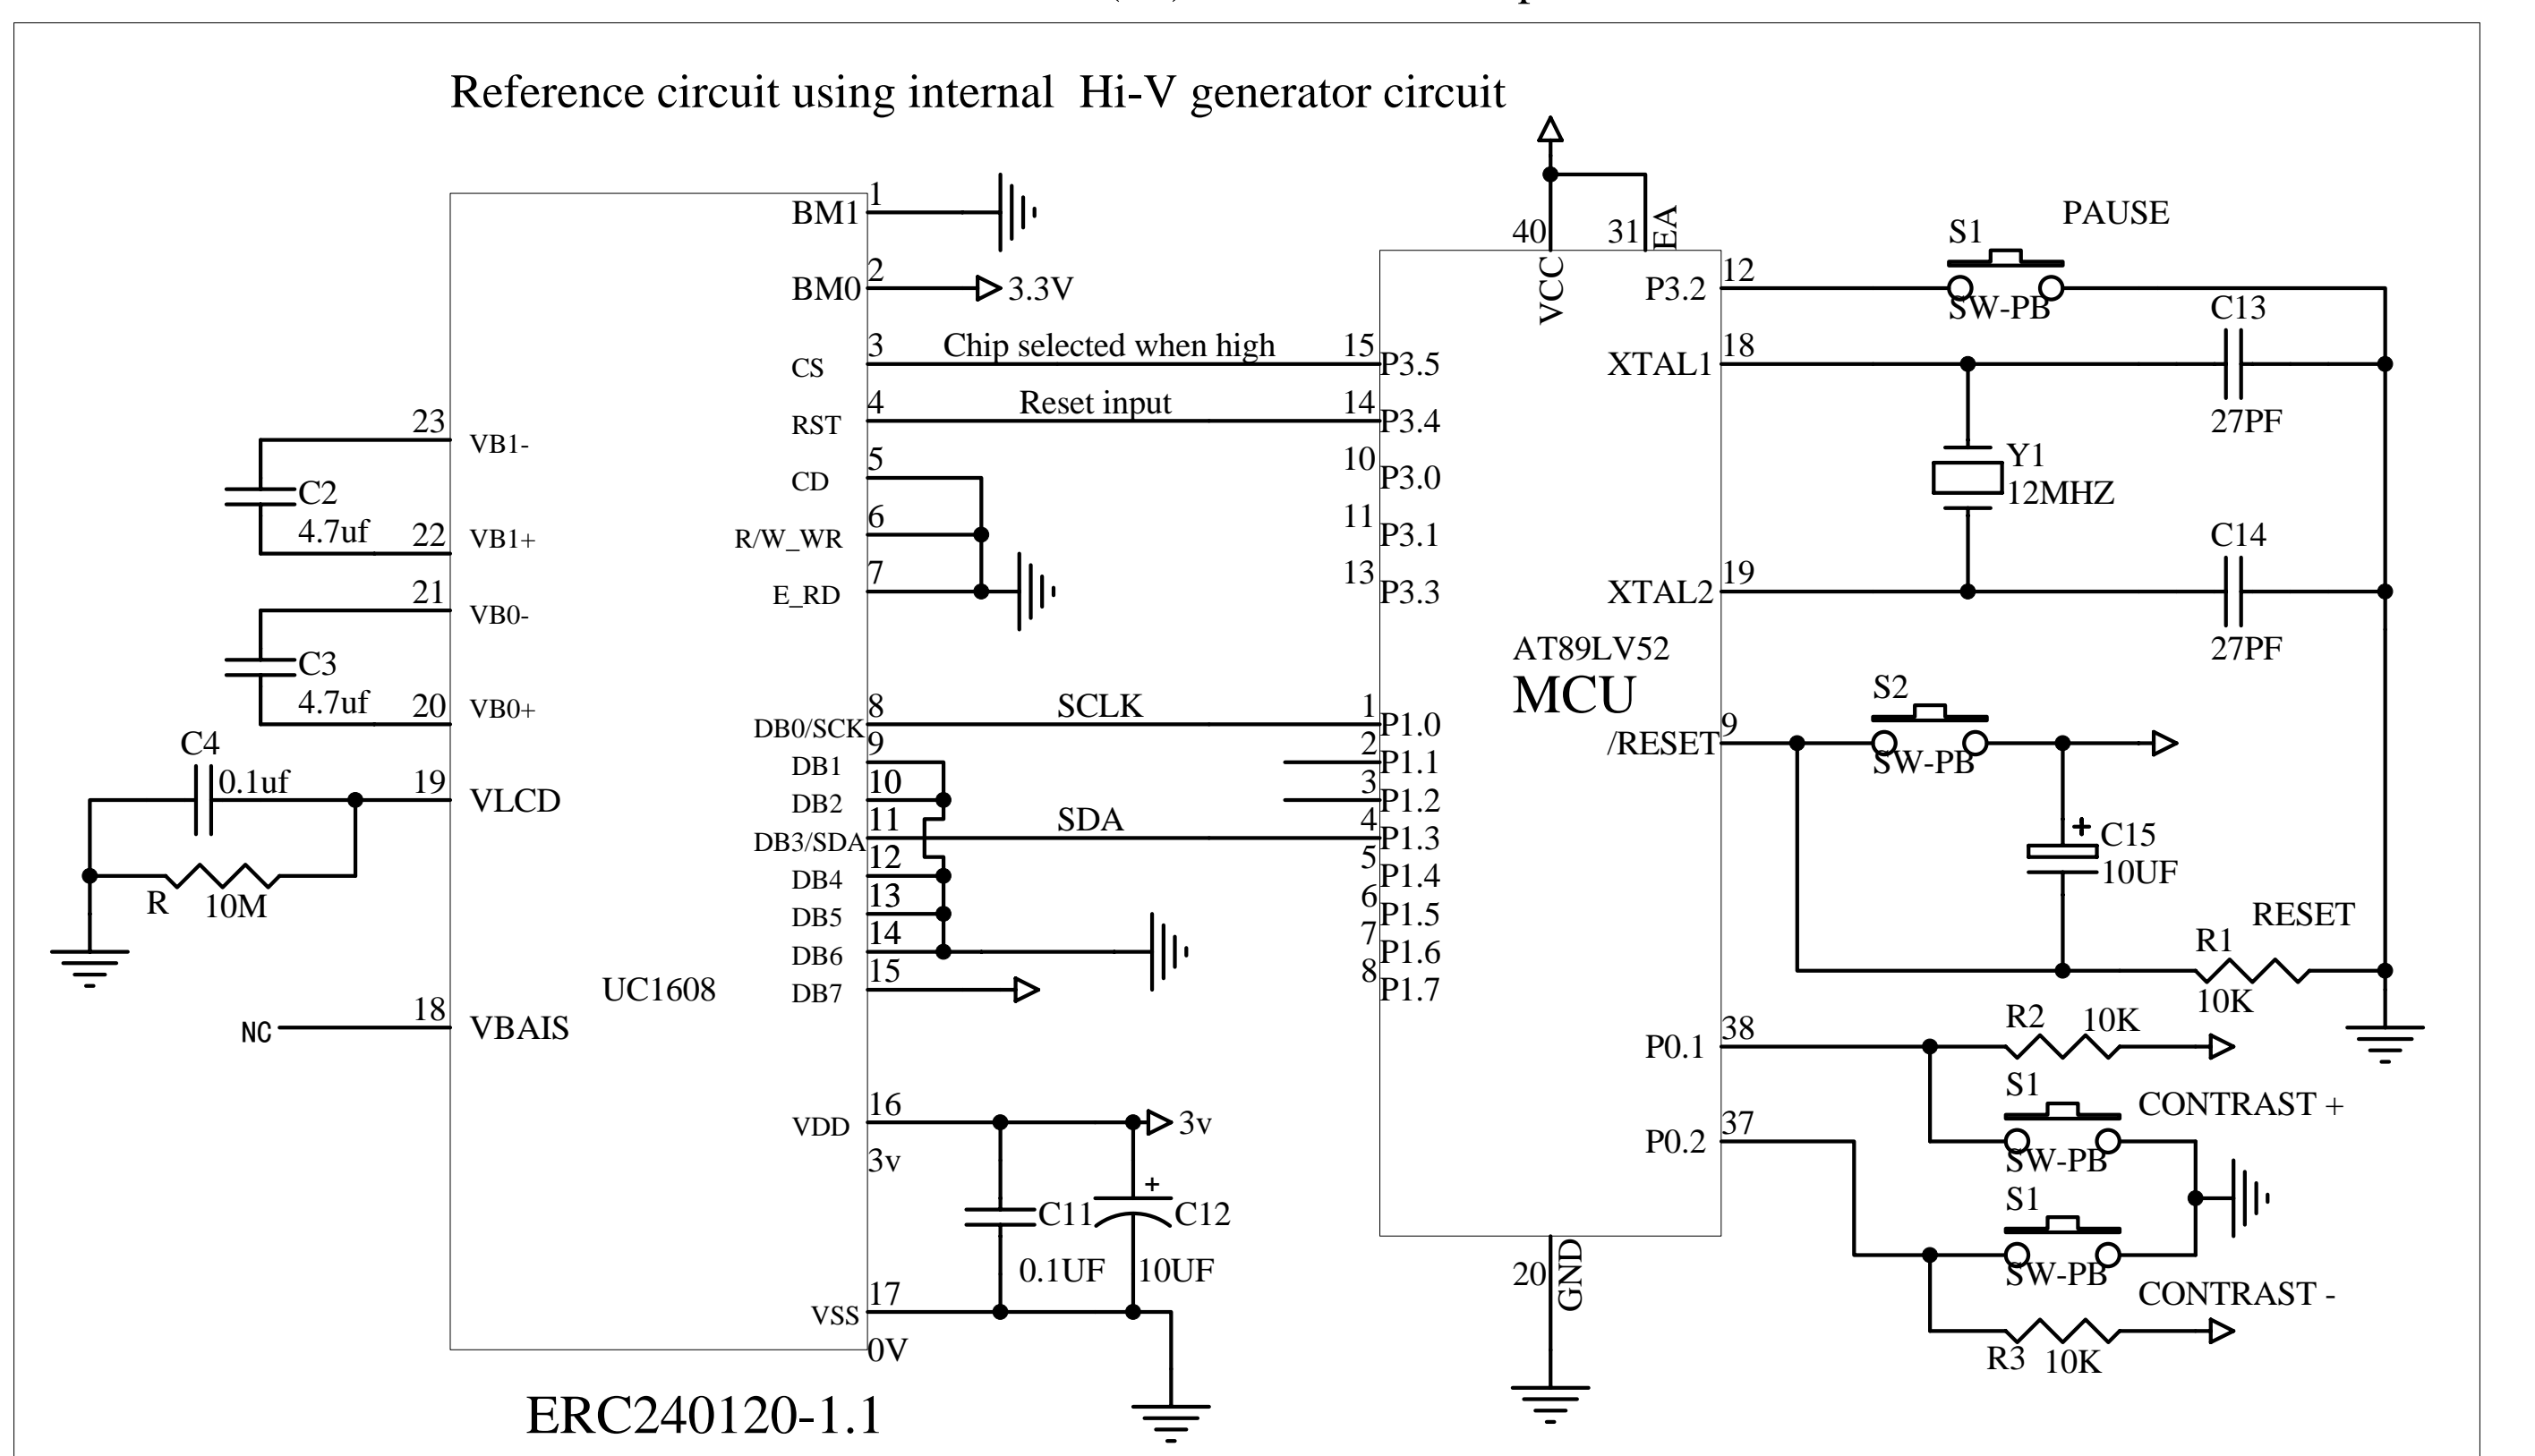 Reference circuit using internal Hi-V generator circuit
BM1 1
BM0 2 3.3V
CS 3 Chip selected when high 15 P3.5
RST 4 Reset input 14 P3.4
CD 5
10 P3.0
R/W_WR 6
11 P3.1
E_RD 7
13 P3.3
DB0/SCK 8 SCLK 1 P1.0
DB1 9
2 P1.1
DB2 10
3 P1.2
DB3/SDA 11 SDA 4 P1.3
DB4 12
5 P1.4
DB5 13
6 P1.5
DB6 14
7 P1.6
DB7 15
8 P1.7
UC1608
VDD 16 3v
3v
C11
0.1UF
C12
+
10UF
VSS 17
0V
ERC240120-1.1
23 VB1-
C2
4.7uf
22 VB1+
21 VB0-
C3
4.7uf
20 VB0+
C4
0.1uf
19 VLCD
R 10M
NC 18 VBAIS
40 VCC
31 EA
AT89LV52
MCU
20 GND
P3.2 12
S1
PAUSE
SW-PB
XTAL1 18
C13
27PF
Y1
12MHZ
XTAL2 19
C14
27PF
/RESET 9
S2
SW-PB
+
C15
10UF
RESET
R1
10K
P0.1 38
R2 10K
S1
CONTRAST +
SW-PB
P0.2 37
S1
SW-PB
CONTRAST -
R3 10K